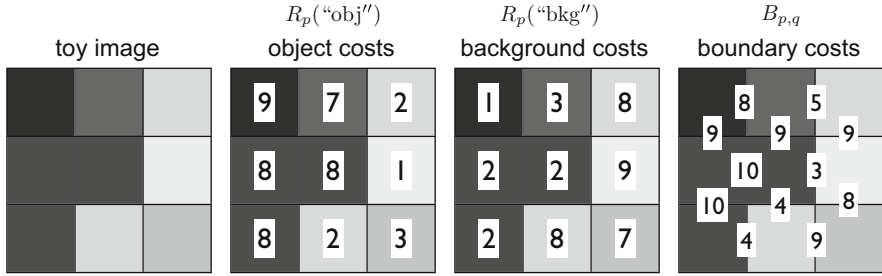 R_p("obj") R_p("bkg") B_{p,q}
toy image object costs background costs boundary costs
9 7 2 1 3 8 8 5
9 9 9
8 8 1 2 2 9 10 3
10 4 8
8 2 3 2 8 7 4 9